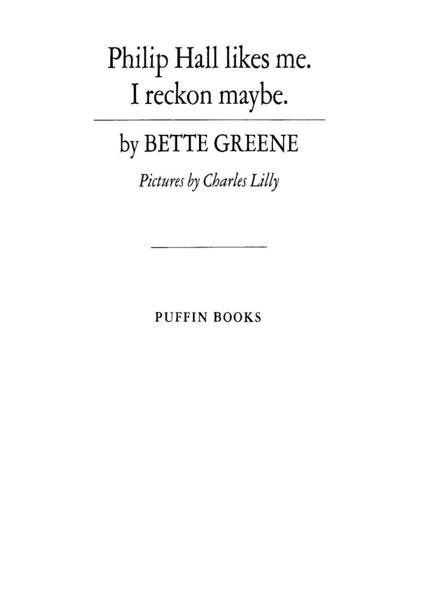 Philip Hall likes me.
I reckon maybe.
by BETTE GREENE
Pictures by Charles Lilly
PUFFIN BOOKS